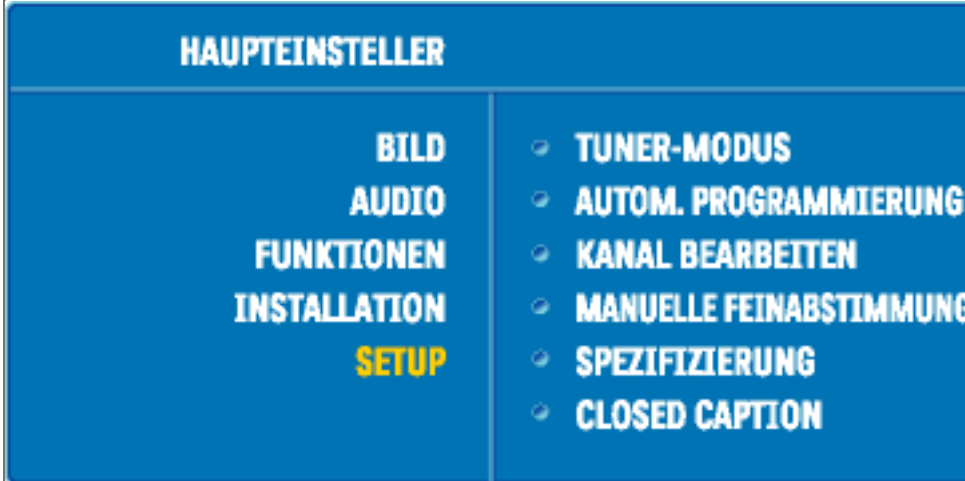 HAUPTEINSTELLER
BILD
AUDIO
FUNKTIONEN
INSTALLATION
SETUP
TUNER-MODUS
AUTOM. PROGRAMMIERUNG
KANAL BEARBEITEN
MANUELLE FEINABSTIMMUNG
SPEZIFIZIERUNG
CLOSED CAPTION